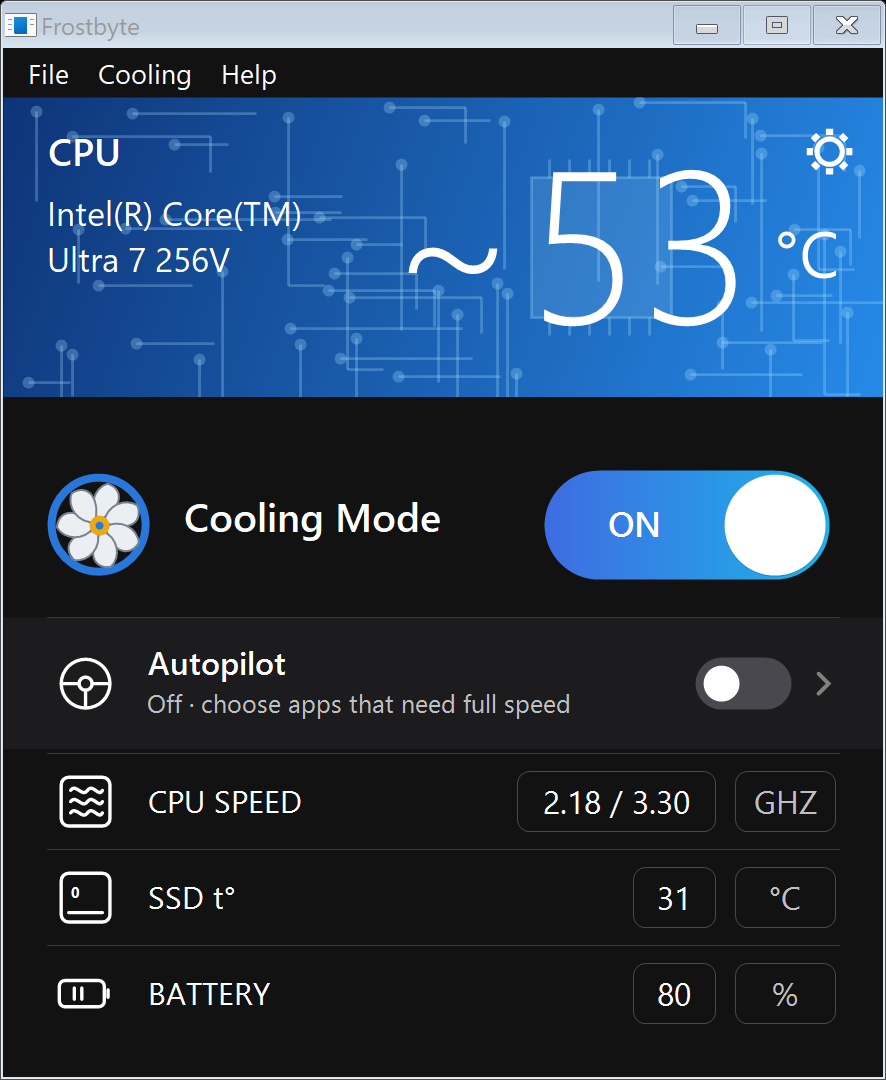 Frostbyte
File Cooling Help
CPU
Intel(R) Core(TM)
Ultra 7 256V
~53 °C
Cooling Mode ON
Autopilot
Off · choose apps that need full speed
CPU SPEED 2.18 / 3.30 GHZ
0
SSD t° 31 °C
BATTERY 80 %